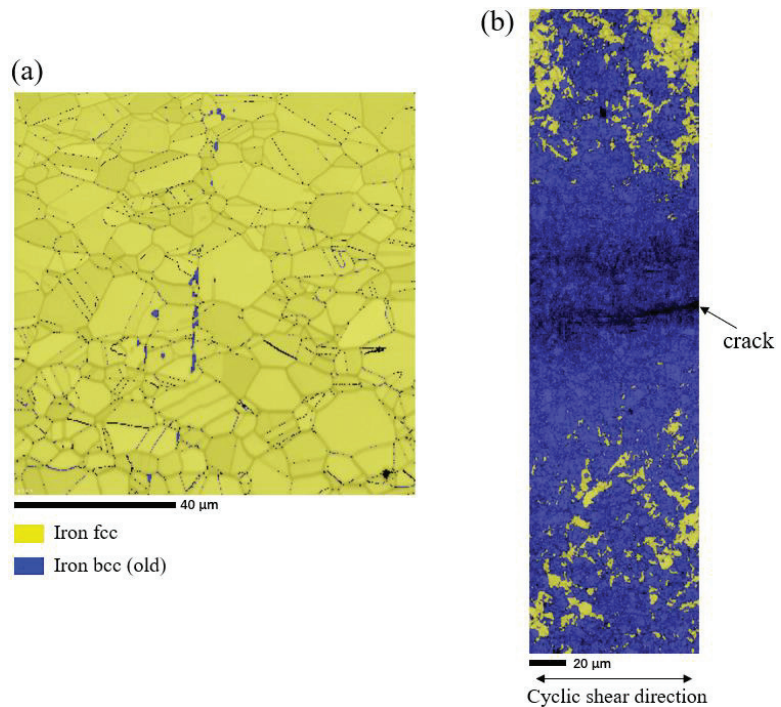 (a)
(b)
crack
40 μm
Iron fcc
Iron bcc (old)
20 μm
Cyclic shear direction